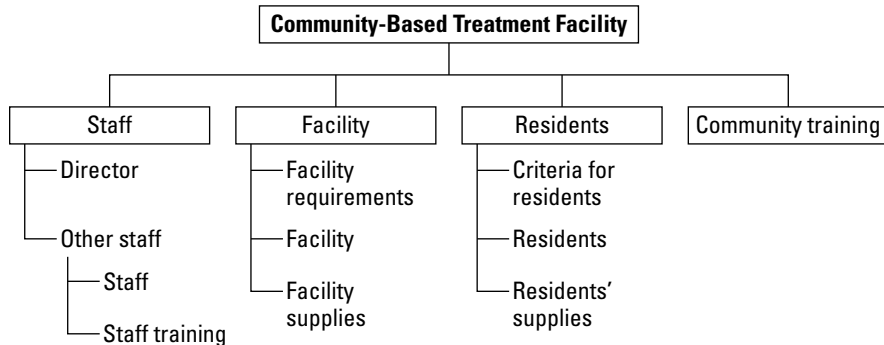 Community-Based Treatment Facility
Staff
Director
Other staff
Staff
Staff training
Facility
Facility
requirements
Facility
Facility
supplies
Residents
Criteria for
residents
Residents
Residents’
supplies
Community training